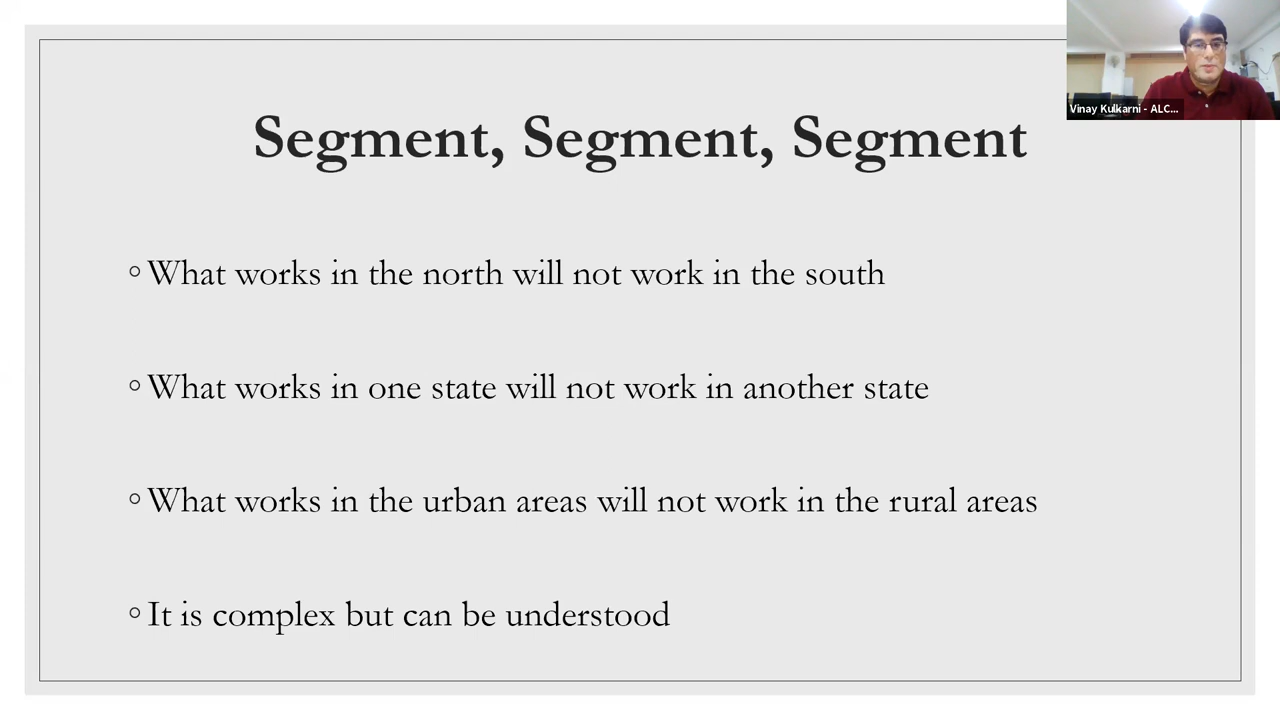 Vinay Kulkarni - ALC...
Segment, Segment, Segment
◦ What works in the north will not work in the south
◦ What works in one state will not work in another state
◦ What works in the urban areas will not work in the rural areas
◦ It is complex but can be understood